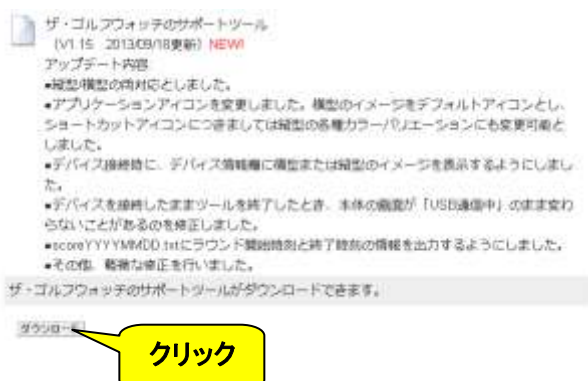 ザ・ゴルフウォッチのサポートツール
(V1.15 2013/09/18更新) NEW!
アップデート内容
●縦型/横型の両対応としました。
●アプリケーションアイコンを変更しました。横型のイメージをデフォルトアイコンとし、
ショートカットアイコンにつきましては縦型の各種カラーバリエーションにも変更可能と
しました。
●デバイス接続時に、デバイス情報欄に横型または縦型のイメージを表示するようにしまし
た。
●デバイスを接続したままツールを終了したとき、本体の画面が「USB通信中」のまま変わ
らないことがあるのを修正しました。
●scoreYYYYMMDD.txtにラウンド開始時刻と終了時刻の情報を出力するようにしました。
●その他、軽微な修正を行いました。
ザ・ゴルフウォッチのサポートツールがダウンロードできます。
ダウンロード
クリック